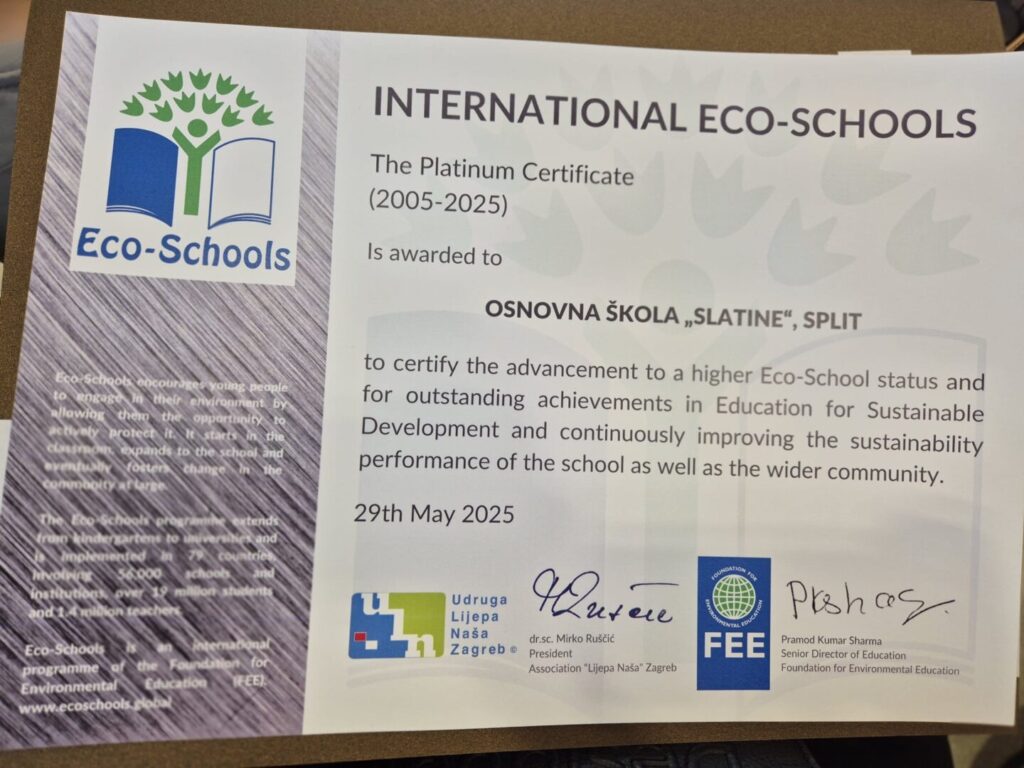 Eco-Schools
Eco-Schools encourages young people
to engage in their environment by
allowing them the opportunity to
actively protect it. It starts in the
classroom, expands to the school and
eventually fosters change in the
community at large.
The Eco-Schools programme extends
from kindergartens to universities and
is implemented in 79 countries,
involving 56.000 schools and
institutions, over 19 million students
and 1.4 million teachers.
Eco-Schools is an international
programme of the Foundation for
Environmental Education (FEE).
www.ecoschools.global
INTERNATIONAL ECO-SCHOOLS
The Platinum Certificate
(2005-2025)
Is awarded to
OSNOVNA ŠKOLA „SLATINE“, SPLIT
to certify the advancement to a higher Eco-School status and
for outstanding achievements in Education for Sustainable
Development and continuously improving the sustainability
performance of the school as well as the wider community.
29th May 2025
uln
Udruga
Lijepa
Naša
Zagreb ©
dr.sc. Mirko Ruščić
President
Association "Lijepa Naša" Zagreb
FOUNDATION FOR
ENVIRONMENTAL EDUCATION
FEE
Pramod Kumar Sharma
Senior Director of Education
Foundation for Environmental Education